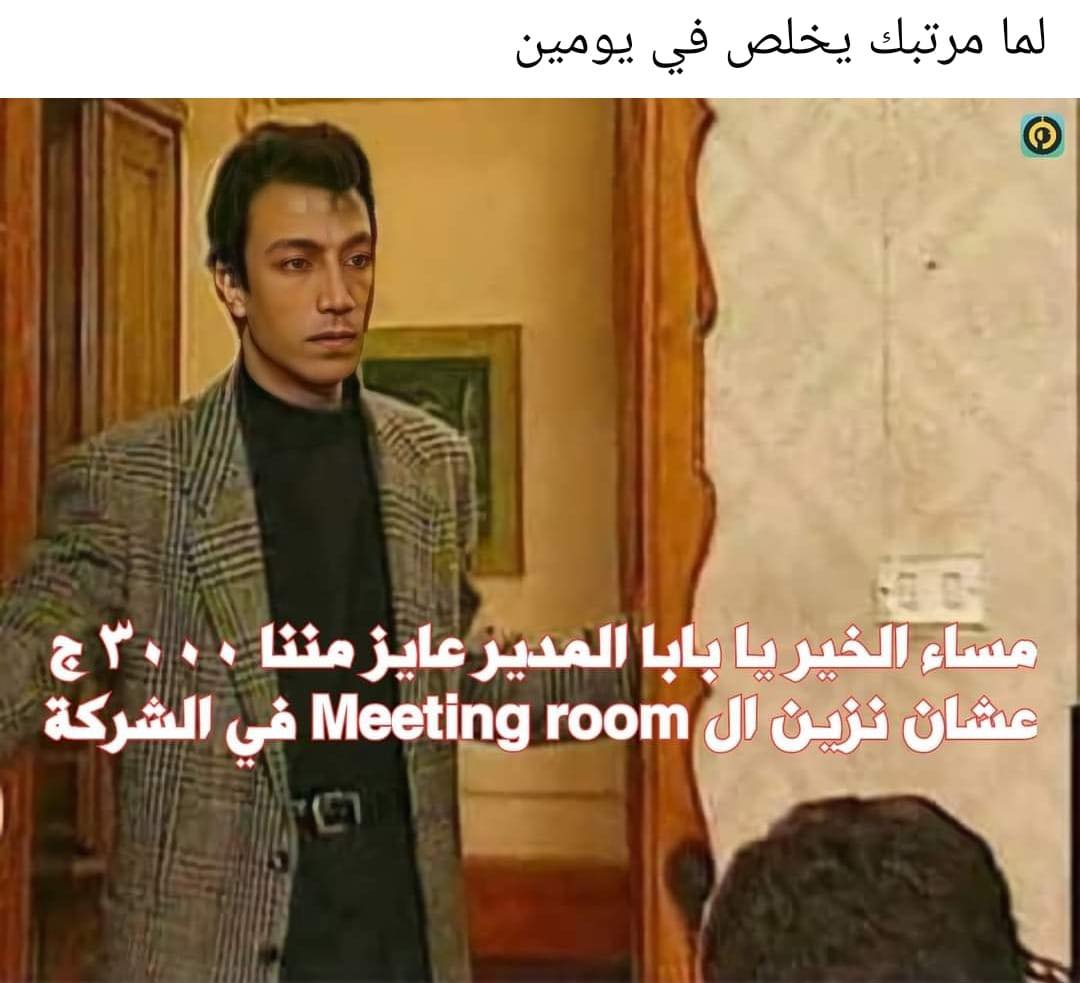 لما مرتبك يخلص في يومين
مساء الخير يا بابا المدير عايز مننا ٣٠٠٠ ج
عشان نزين ال Meeting room في الشركة